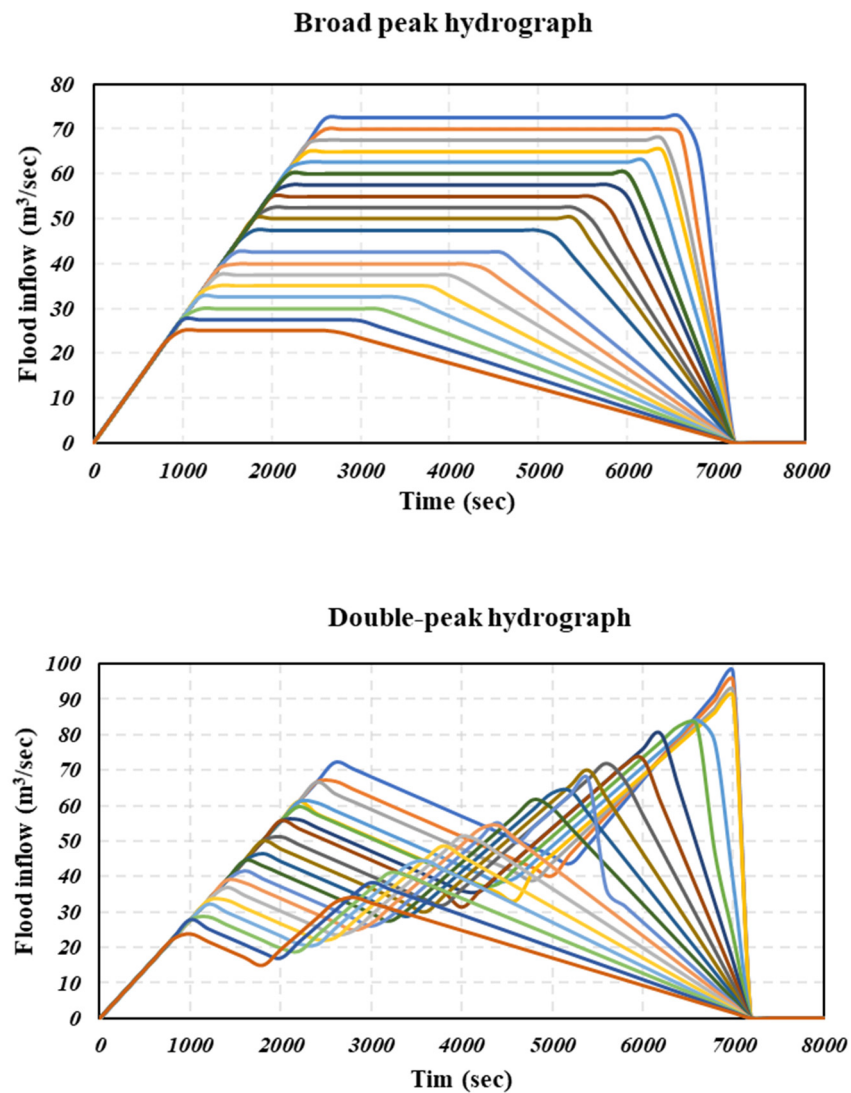 Broad peak hydrograph
80
70
60
50
40
30
20
10
0
Flood inflow (m³/sec)
0 1000 2000 3000 4000 5000 6000 7000 8000
Time (sec)
Double-peak hydrograph
100
90
80
70
60
50
40
30
20
10
0
Flood inflow (m³/sec)
0 1000 2000 3000 4000 5000 6000 7000 8000
Tim (sec)